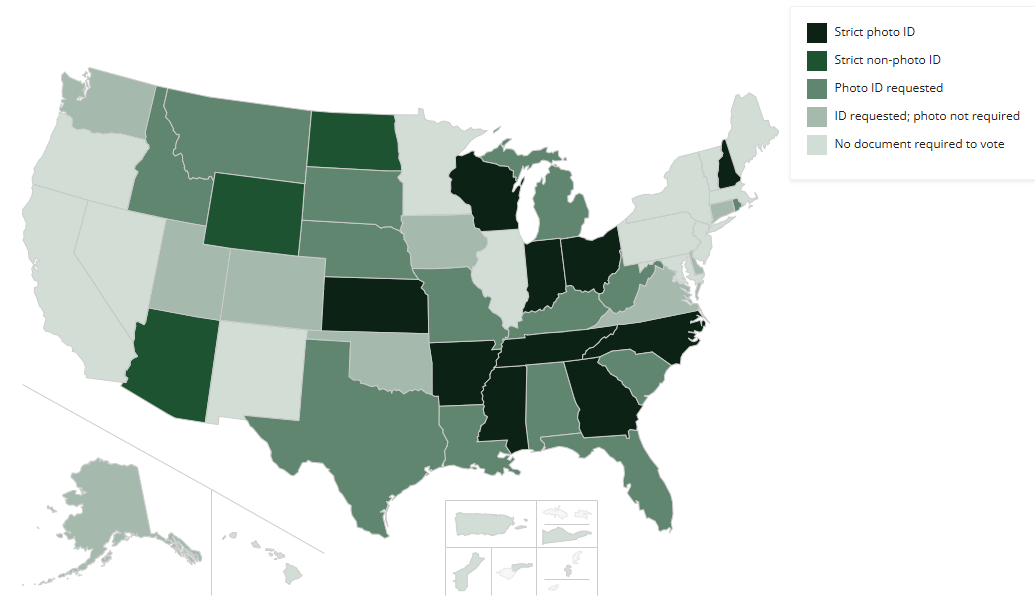 Strict photo ID
Strict non-photo ID
Photo ID requested
ID requested; photo not required
No document required to vote